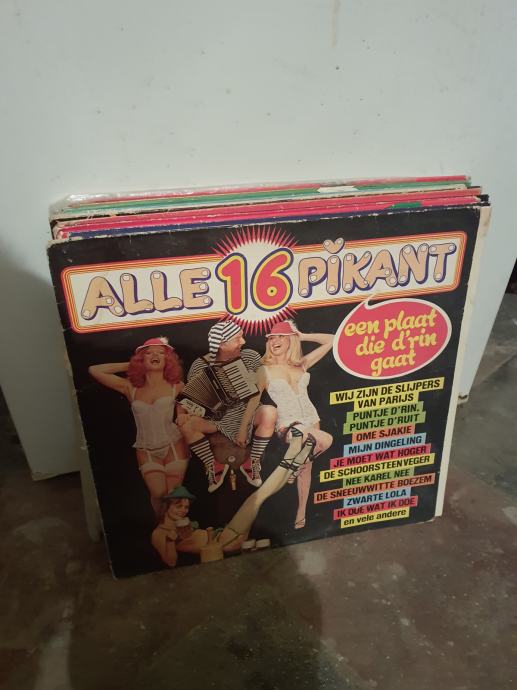 ALLE 16 PIKANT
een plaat
die d'rin
gaat
WIJ ZIJN DE SLIJPERS
VAN PARIJS
PUNTJE D'RIN,
PUNTJE D'RUIT
OME SJAKIE
MIJN DINGELING
JE MOET WAT HOGER
DE SCHOORSTEENVEGER
NEE KAREL NEE
DE SNEEUWWITTE BOEZEM
ZWARTE LOLA
IK DUE WAT IK DOE
en vele andere